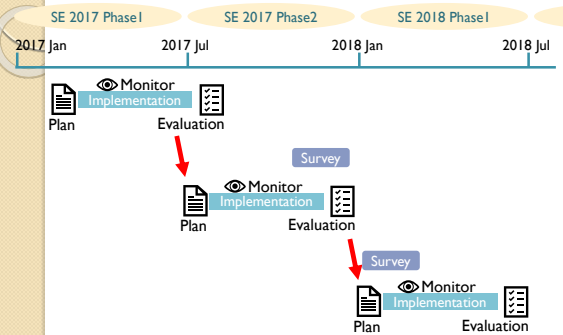 SE 2017 Phase1 SE 2017 Phase2 SE 2018 Phase1
2017 Jan 2017 Jul 2018 Jan 2018 Jul
Monitor
Implementation
Plan Evaluation
Survey
Monitor
Implementation
Plan Evaluation
Survey
Monitor
Implementation
Plan Evaluation